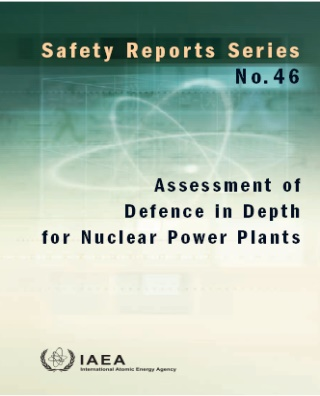 Safety Reports Series
No.46
Assessment of
Defence in Depth
for Nuclear Power Plants
IAEA
International Atomic Energy Agency